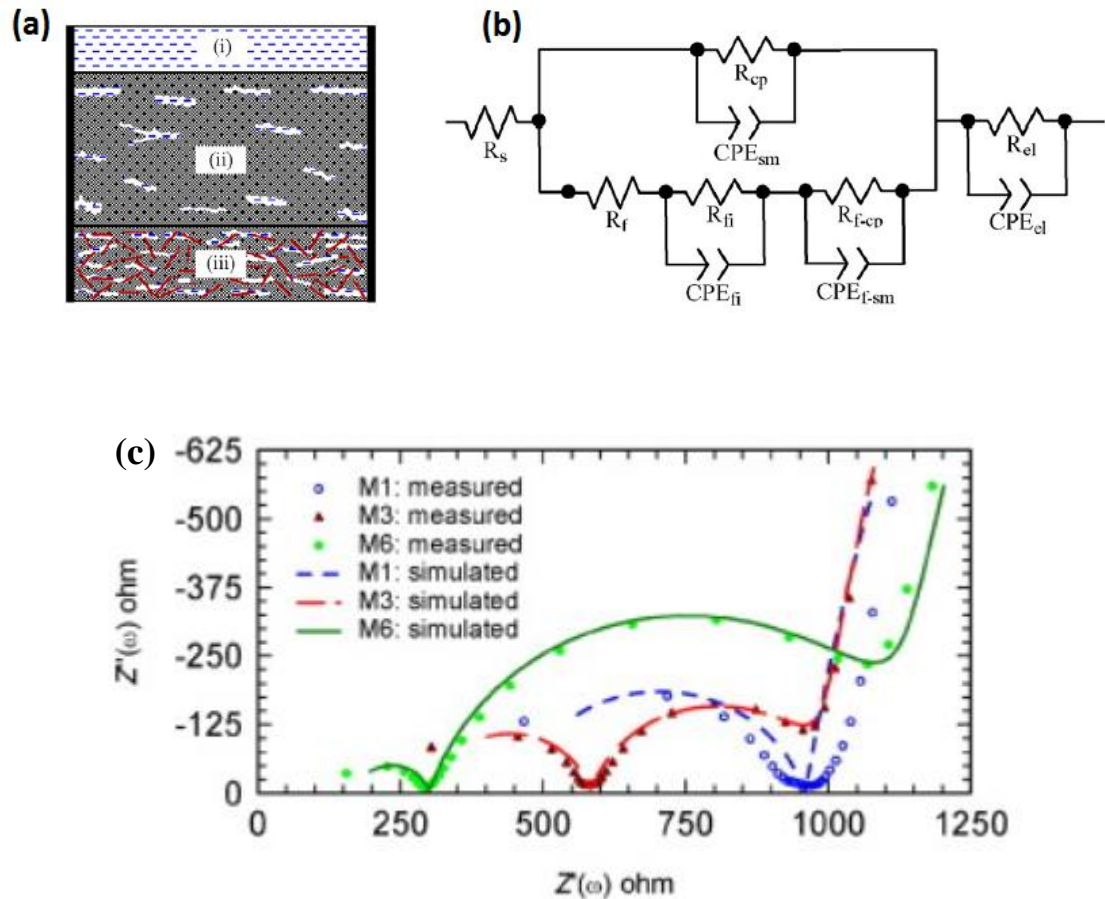 (a)
(i)
(ii)
(iii)
(b)
R_s
R_cp
CPE_sm
R_f
R_fi
CPE_fi
R_f-cp
CPE_f-sm
R_el
CPE_el
(c)
-625
-500
-375
-250
-125
0
Z''(ω) ohm
M1: measured
M3: measured
M6: measured
M1: simulated
M3: simulated
M6: simulated
0 250 500 750 1000 1250
Z'(ω) ohm